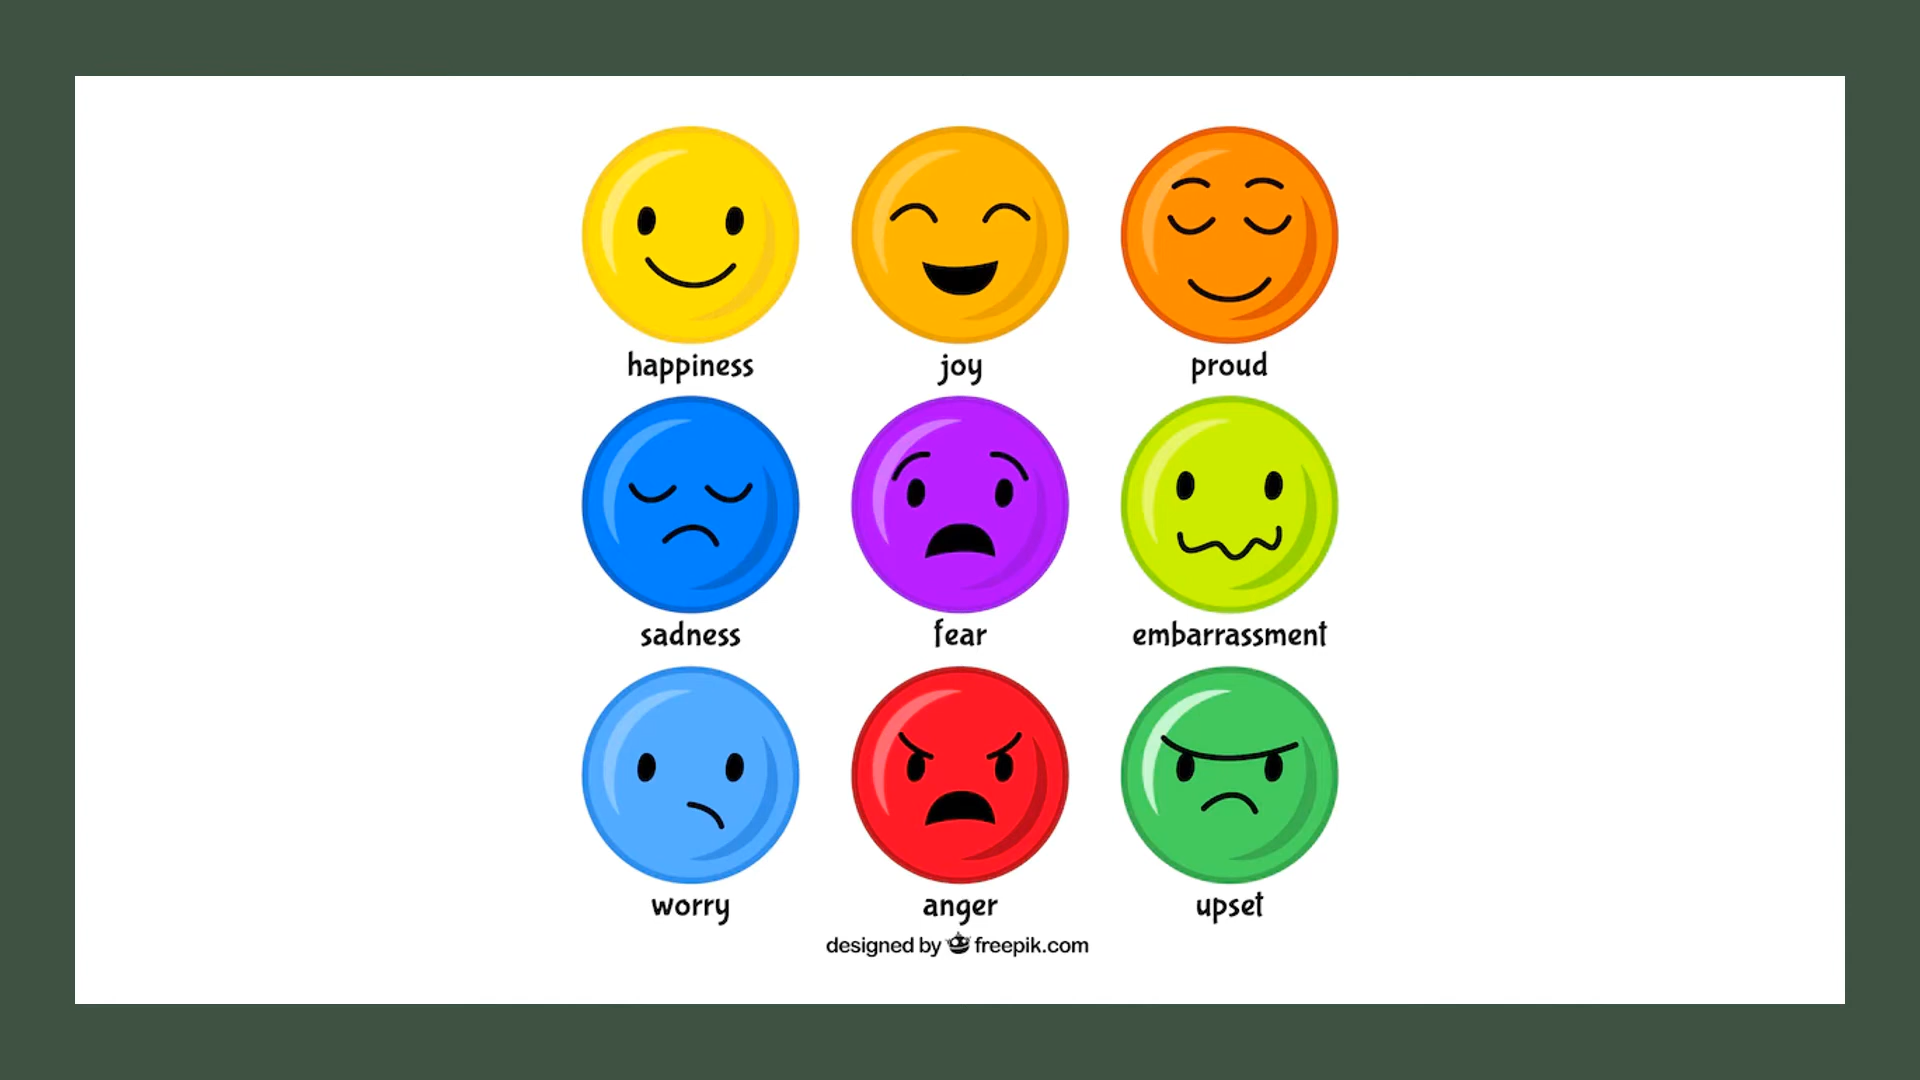 happiness joy proud
sadness fear embarrassment
worry anger upset
designed by freepik.com